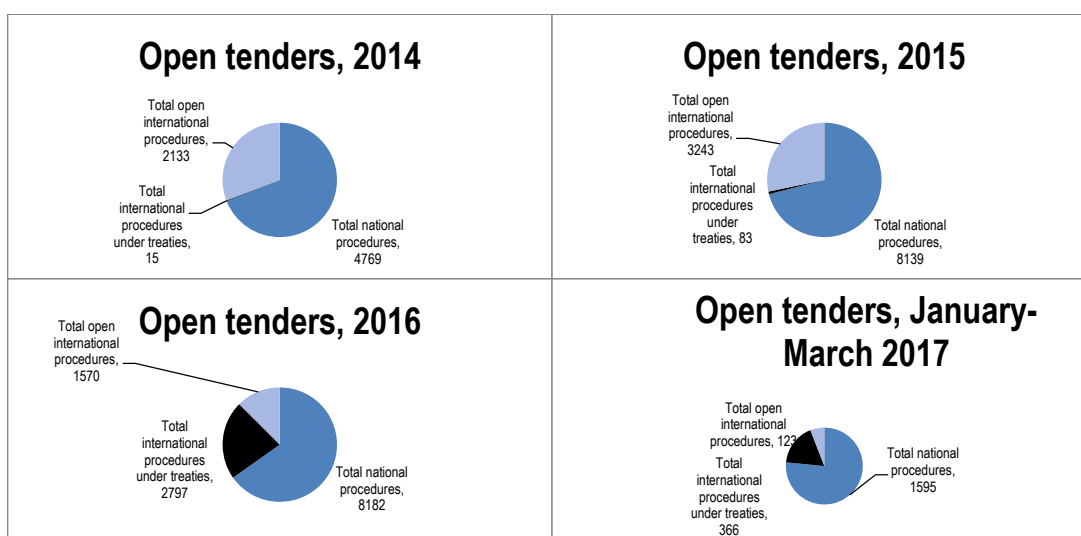 Open tenders, 2014
Total open
international
procedures,
2133
Total
international
procedures
under treaties,
15
Total national
procedures,
4769
Open tenders, 2015
Total open
international
procedures,
3243
Total
international
procedures
under
treaties, 83
Total national
procedures,
8139
Open tenders, 2016
Total open
international
procedures,
1570
Total
international
procedures
under treaties,
2797
Total national
procedures,
8182
Open tenders, January-
March 2017
Total open
international
procedures, 123
Total
international
procedures
under treaties,
366
Total national
procedures,
1595